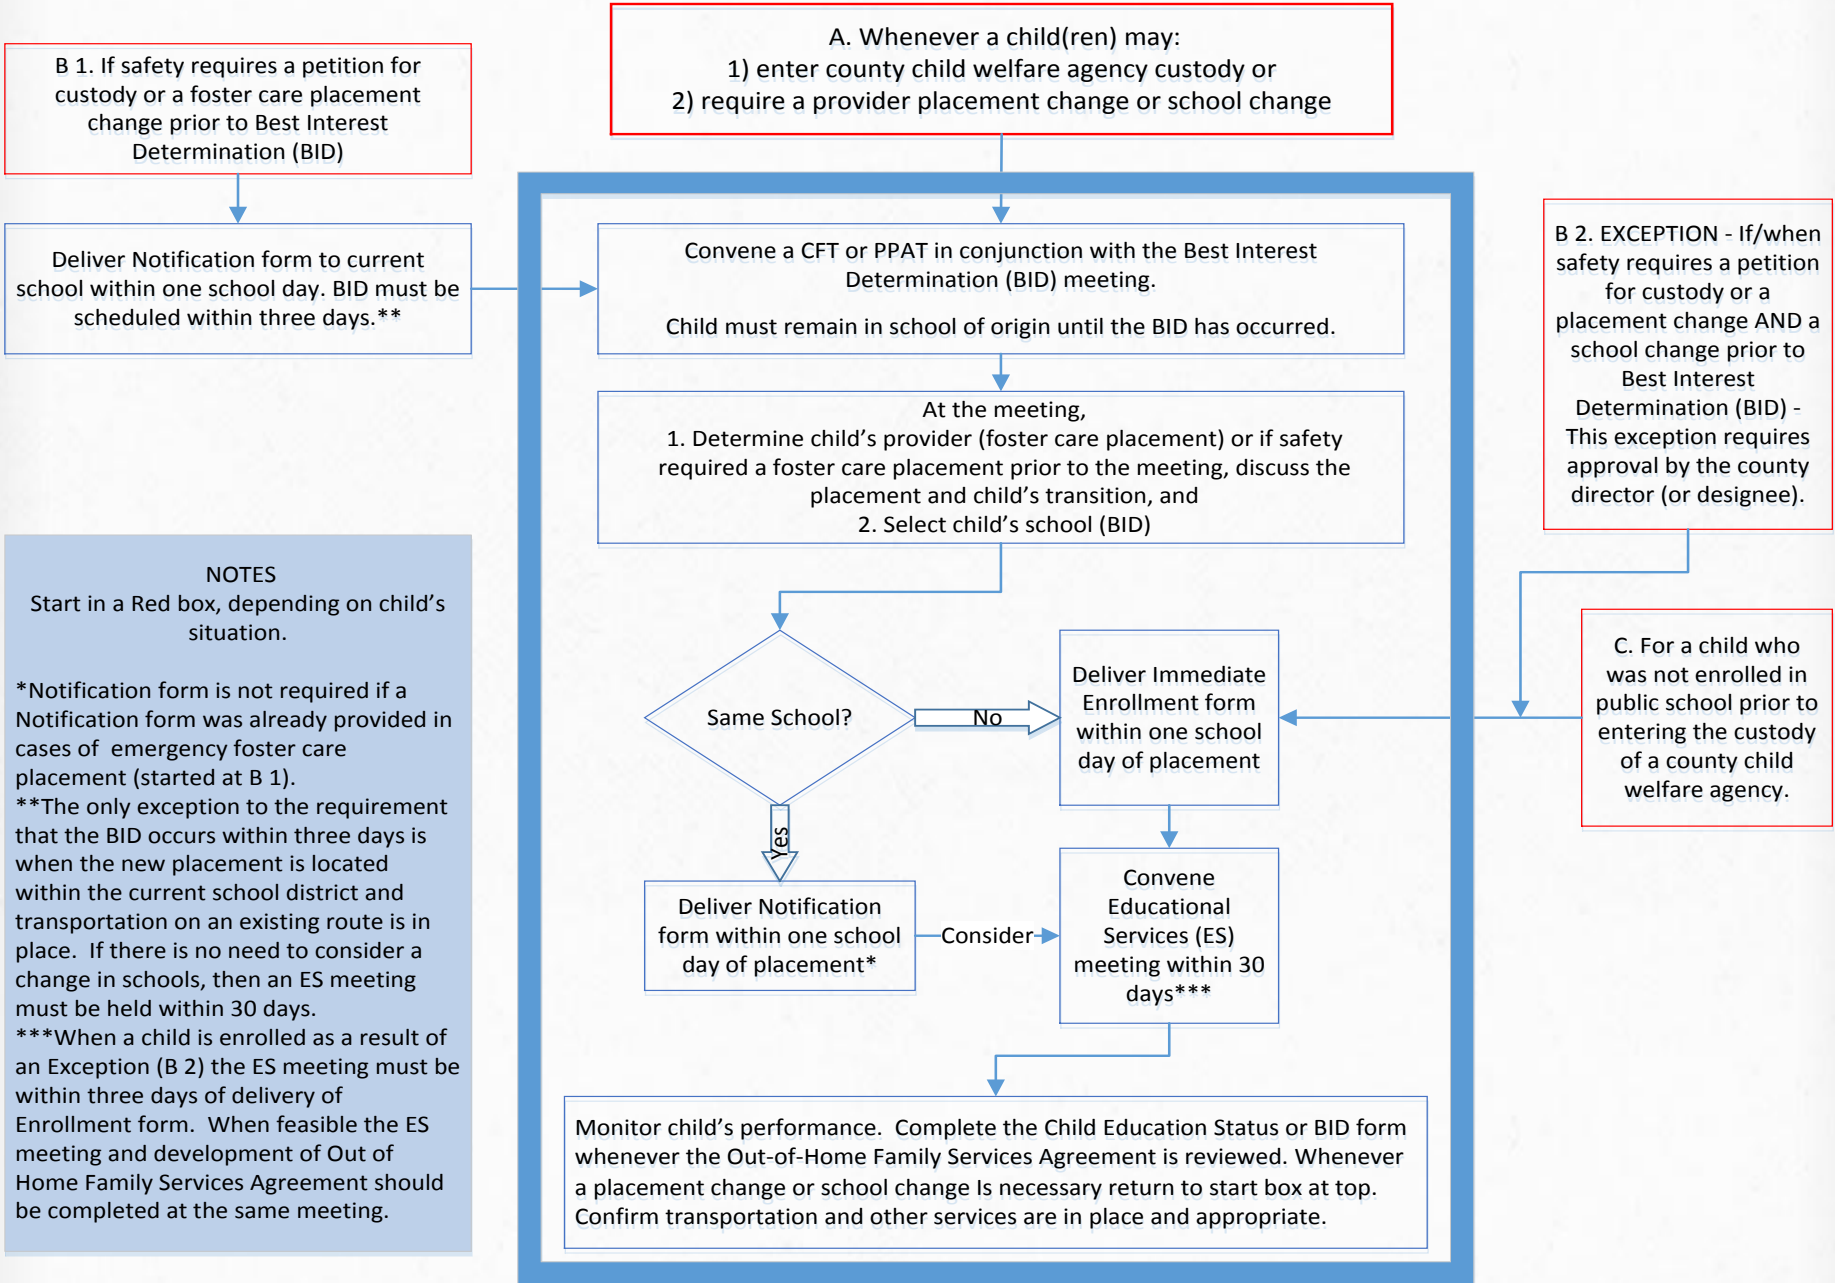 A. Whenever a child(ren) may:
1) enter county child welfare agency custody or
2) require a provider placement change or school change
B 1. If safety requires a petition for
custody or a foster care placement
change prior to Best Interest
Determination (BID)
Deliver Notification form to current
school within one school day. BID must be
scheduled within three days.**
Convene a CFT or PPAT in conjunction with the Best Interest
Determination (BID) meeting.
Child must remain in school of origin until the BID has occurred.
B 2. EXCEPTION - If/when
safety requires a petition
for custody or a
placement change AND a
school change prior to
Best Interest
Determination (BID) -
This exception requires
approval by the county
director (or designee).
At the meeting,
1. Determine child’s provider (foster care placement) or if safety
required a foster care placement prior to the meeting, discuss the
placement and child’s transition, and
2. Select child’s school (BID)
NOTES
Start in a Red box, depending on child’s
situation.
*Notification form is not required if a
Notification form was already provided in
cases of  emergency foster care
placement (started at B 1).
**The only exception to the requirement
that the BID occurs within three days is
when the new placement is located
within the current school district and
transportation on an existing route is in
place.  If there is no need to consider a
change in schools, then an ES meeting
must be held within 30 days.
***When a child is enrolled as a result of
an Exception (B 2) the ES meeting must be
within three days of delivery of
Enrollment form.  When feasible the ES
meeting and development of Out of
Home Family Services Agreement should
be completed at the same meeting.
Same School?
No
Yes
Deliver Immediate
Enrollment form
within one school
day of placement
C. For a child who
was not enrolled in
public school prior to
entering the custody
of a county child
welfare agency.
Deliver Notification
form within one school
day of placement*
Consider
Convene
Educational
Services (ES)
meeting within 30
days***
Monitor child’s performance.  Complete the Child Education Status or BID form
whenever the Out-of-Home Family Services Agreement is reviewed. Whenever
a placement change or school change Is necessary return to start box at top.
Confirm transportation and other services are in place and appropriate.